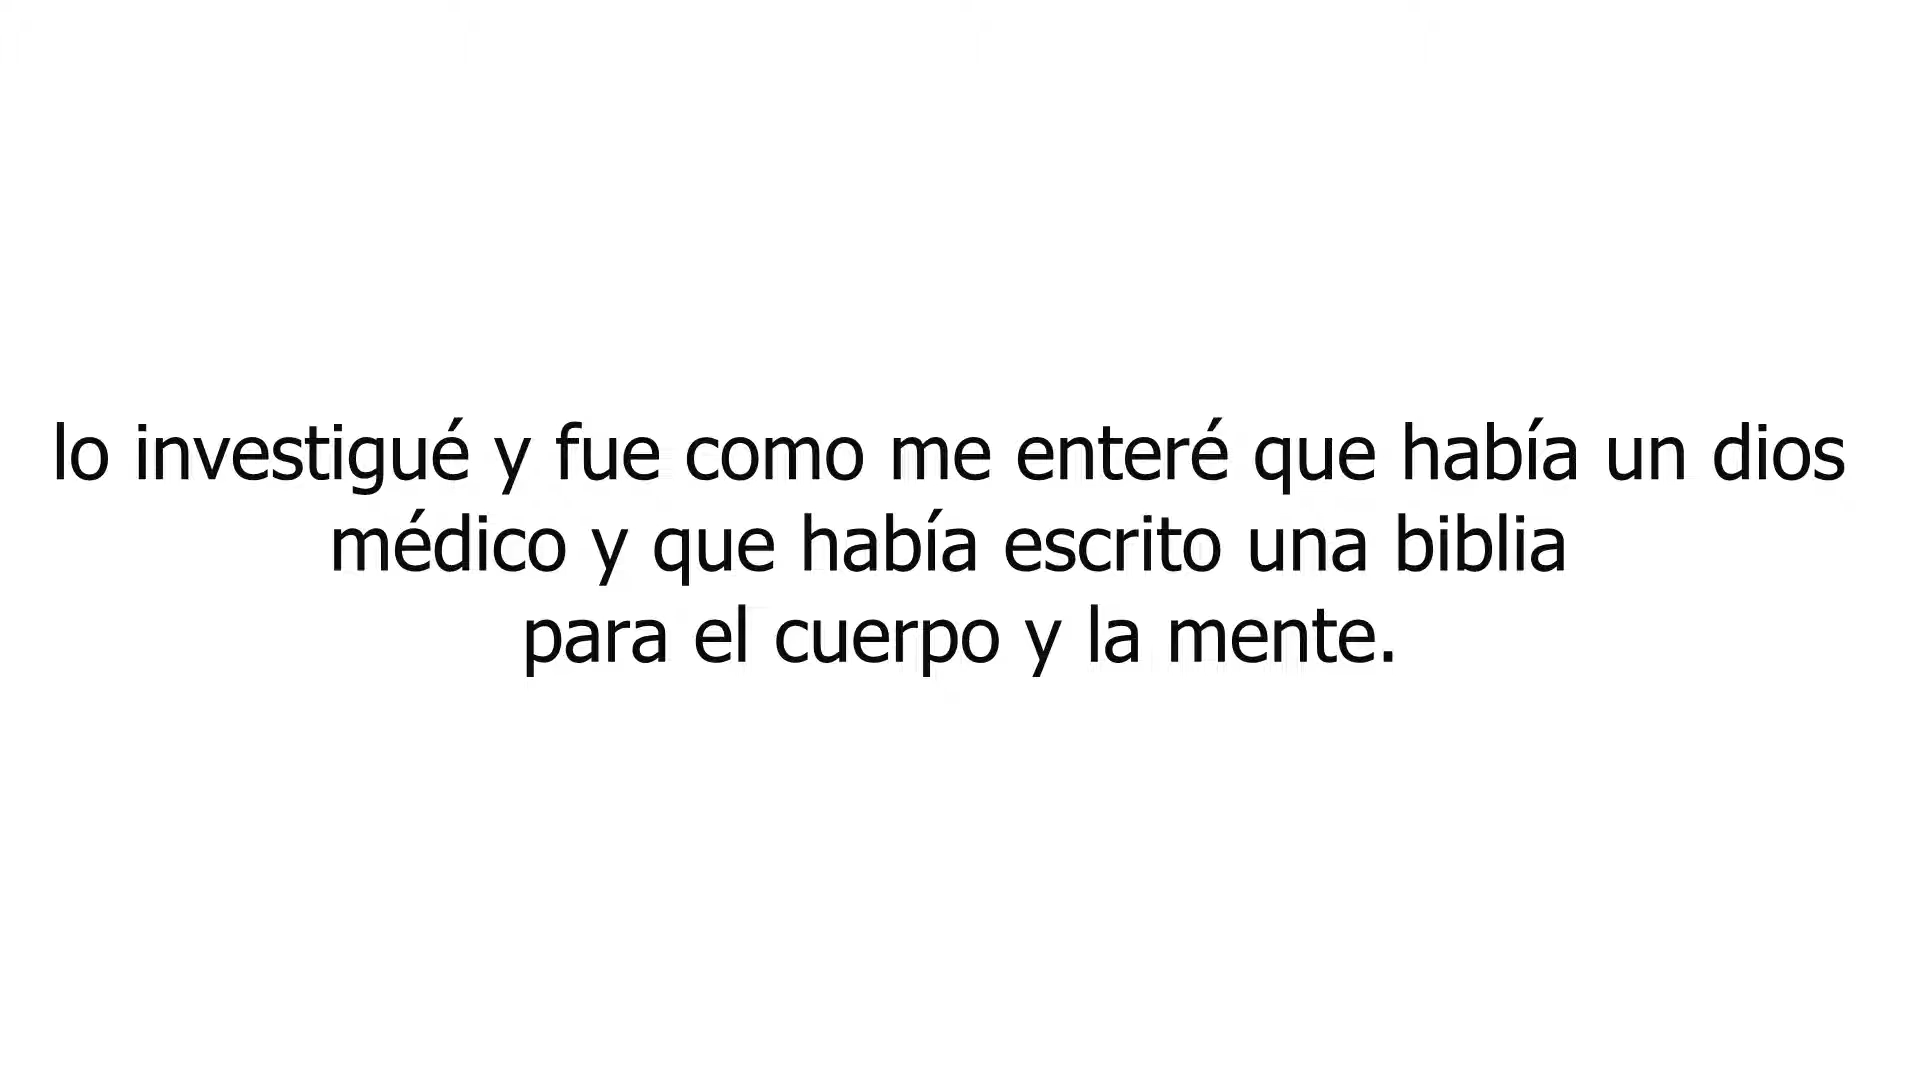 lo investigué y fue como me enteré que había un dios
médico y que había escrito una biblia
para el cuerpo y la mente.